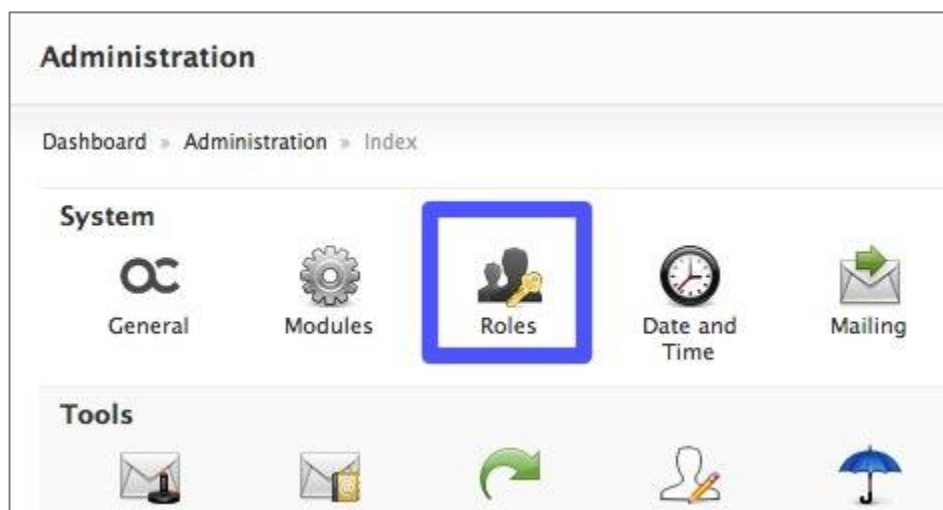 Administration
Dashboard » Administration » Index
System
General
Modules
Roles
Date and
Time
Mailing
Tools